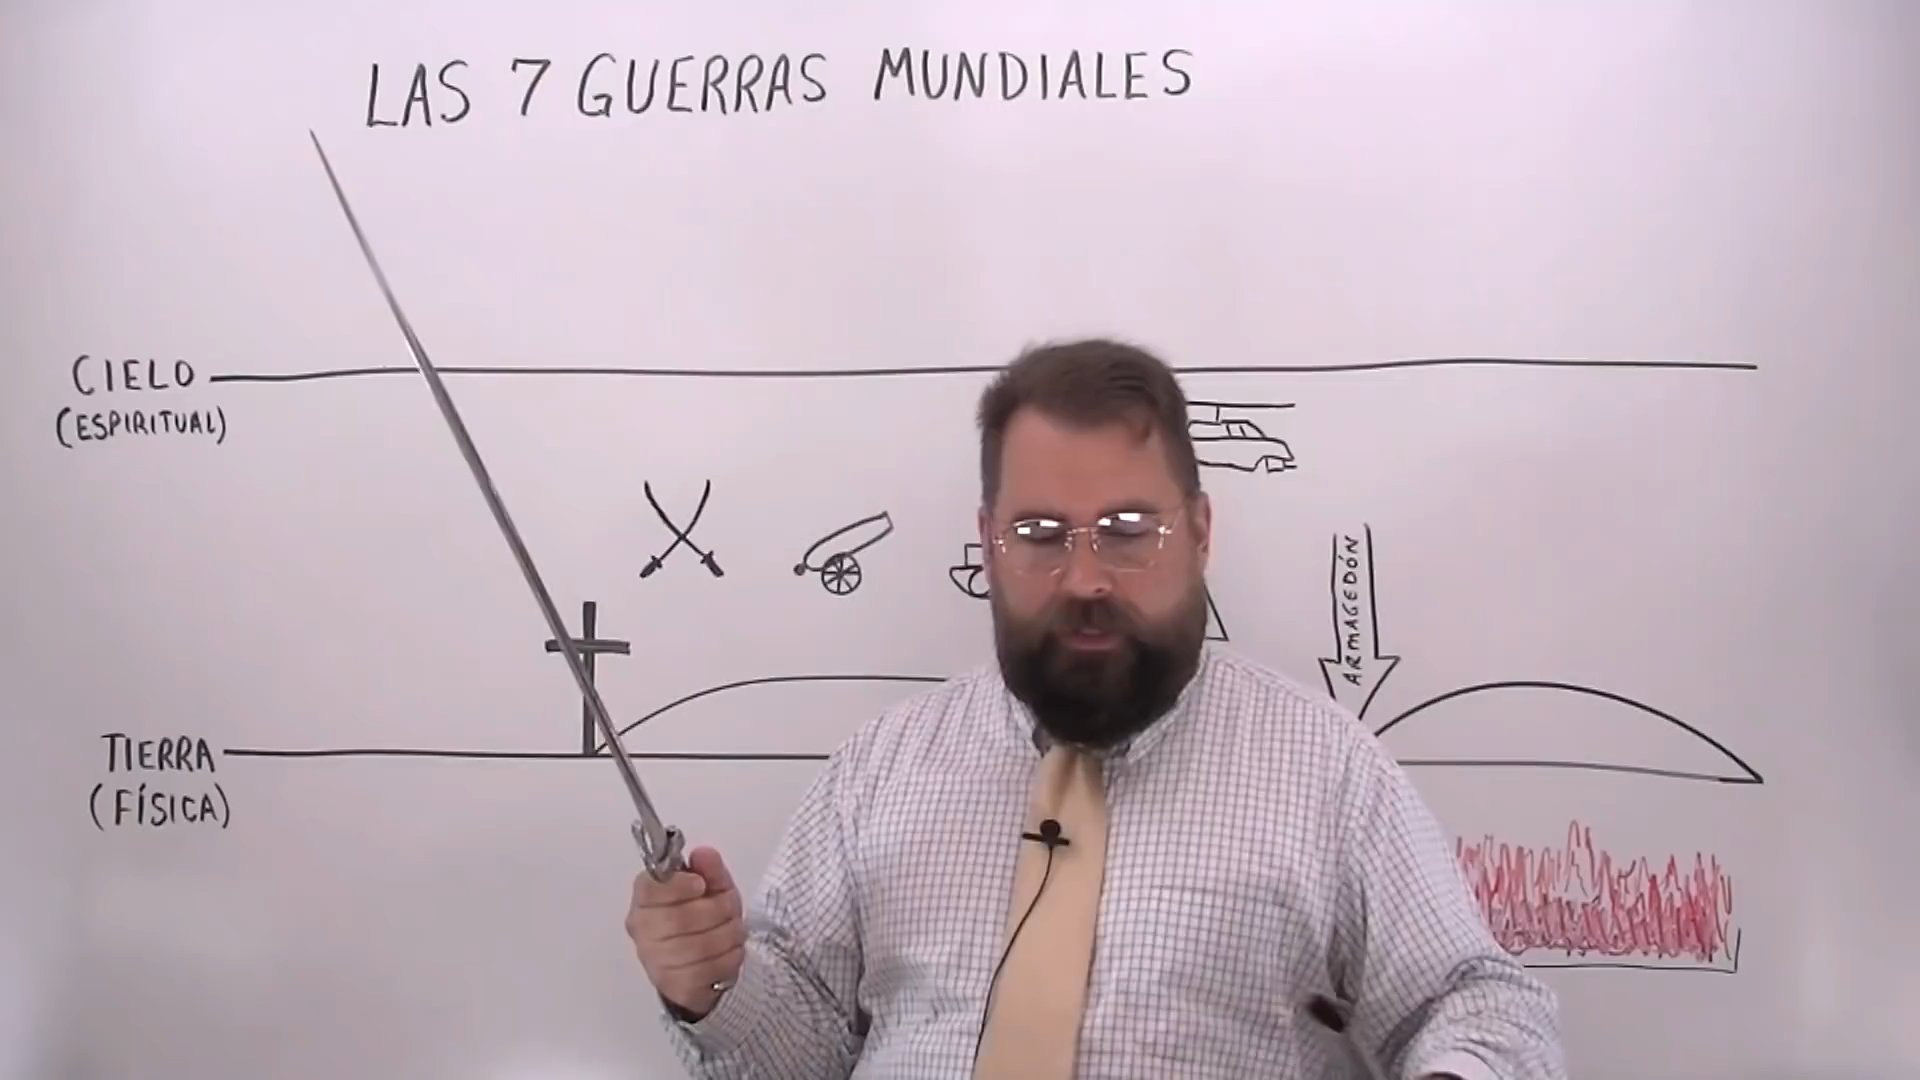 LAS 7 GUERRAS MUNDIALES
CIELO
(ESPIRITUAL)
ARMAGEDÓN
TIERRA
(FÍSICA)